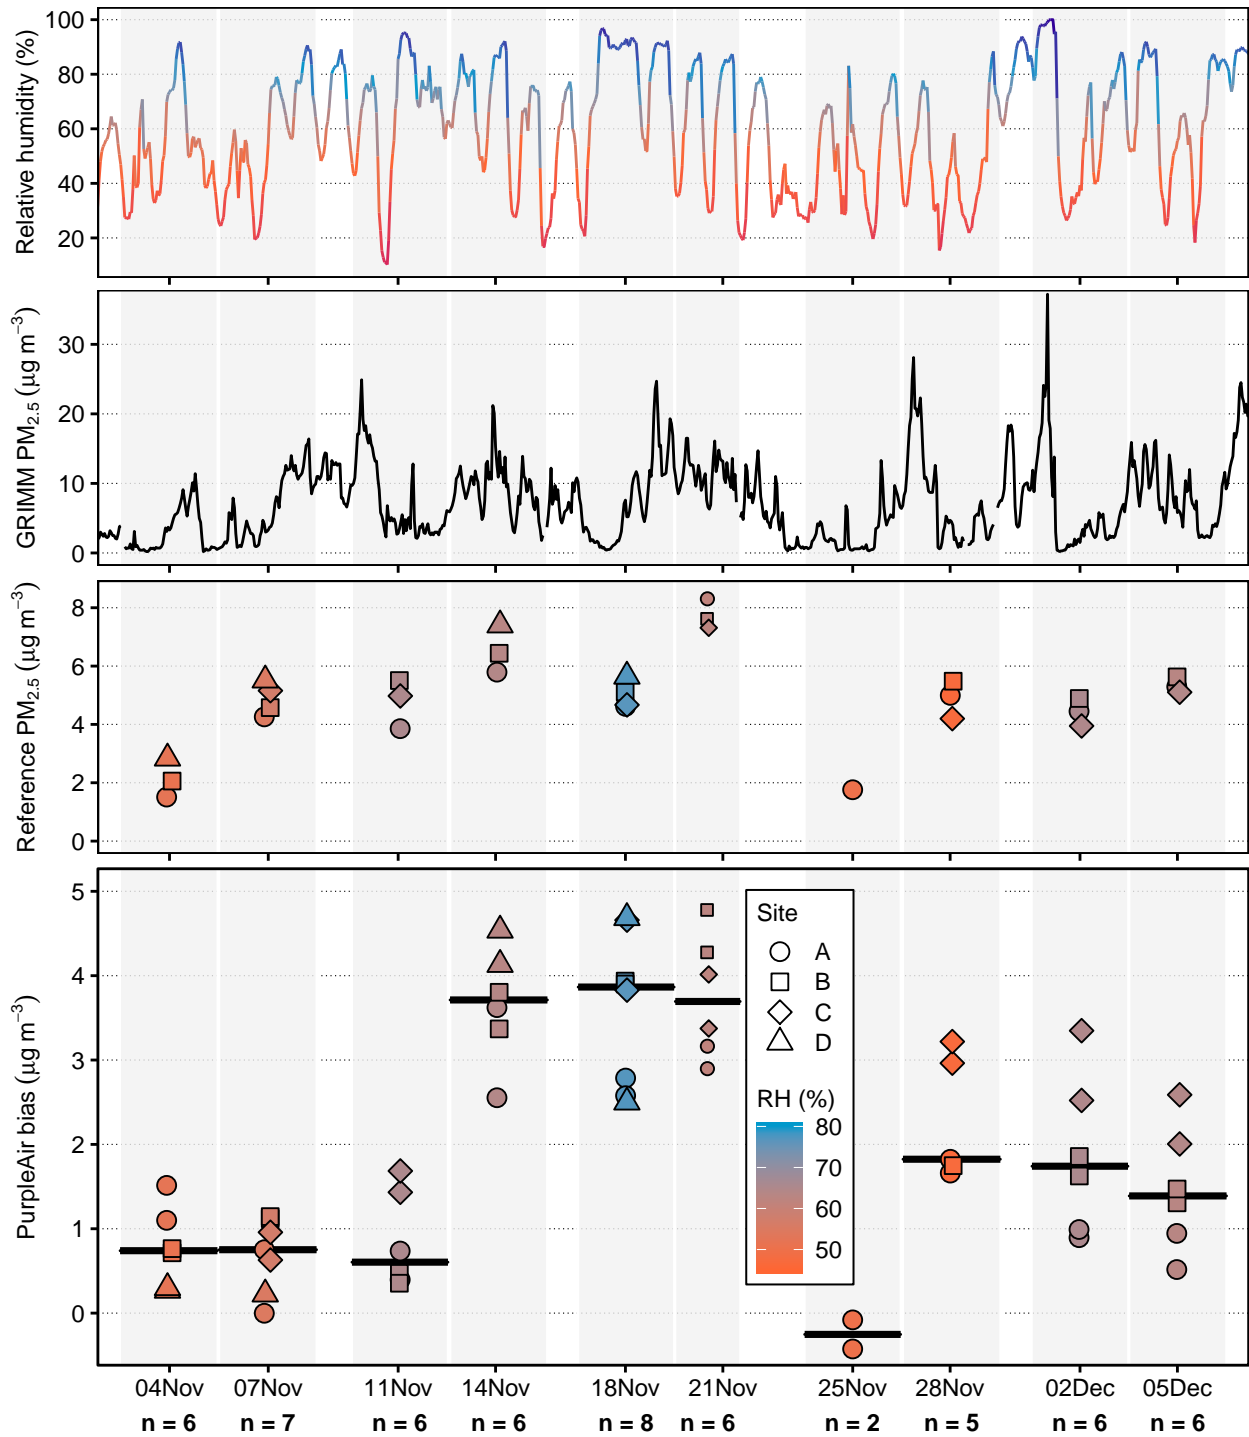 Relative humidity (%)
100
80
60
40
20
GRIMM PM2.5 (μg m−3)
30
20
10
0
Reference PM2.5 (μg m−3)
8
6
4
2
0
PurpleAir bias (μg m−3)
5
4
3
2
1
0
Site
A
B
C
D
RH (%)
80
70
60
50
04Nov 07Nov 11Nov 14Nov 18Nov 21Nov 25Nov 28Nov 02Dec 05Dec
n = 6 n = 7 n = 6 n = 6 n = 8 n = 6 n = 2 n = 5 n = 6 n = 6